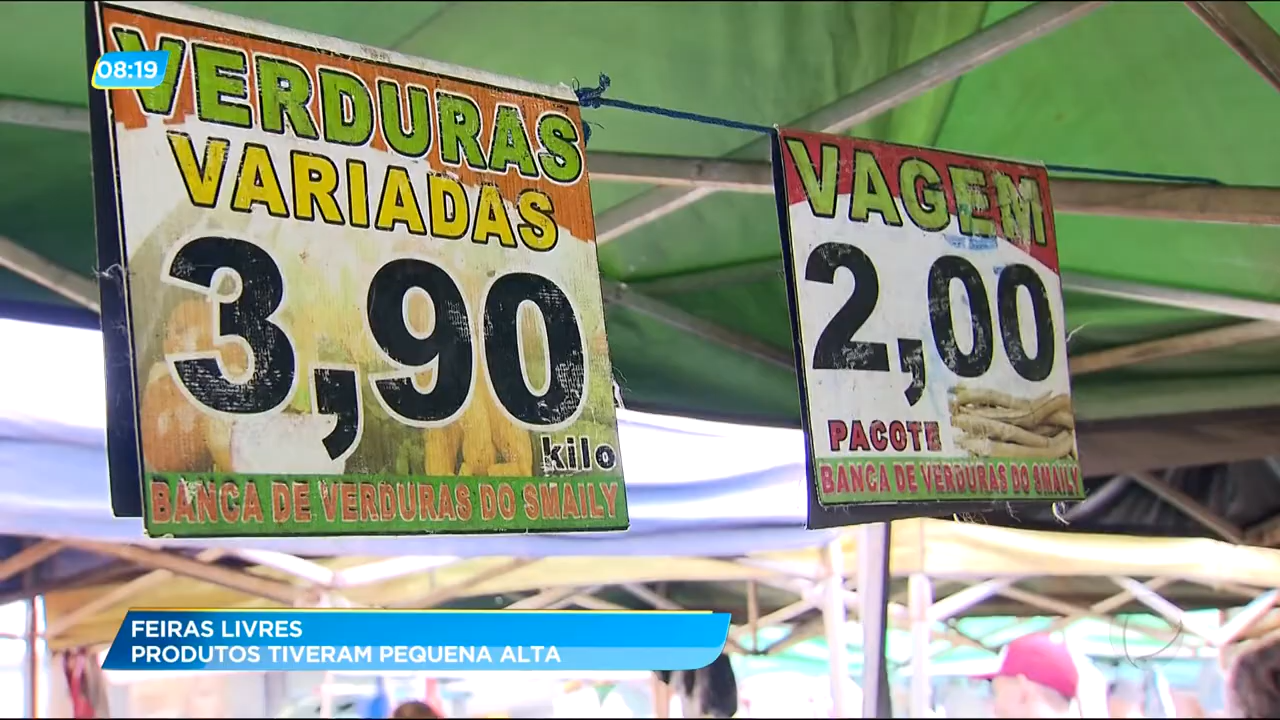 08:19
VERDURAS
VARIADAS
3,90
kilo
BANCA DE VERDURAS DO SMAILY
VAGEM
2,00
PACOTE
BANCA DE VERDURAS DO SMAILY
FEIRAS LIVRES
PRODUTOS TIVERAM PEQUENA ALTA